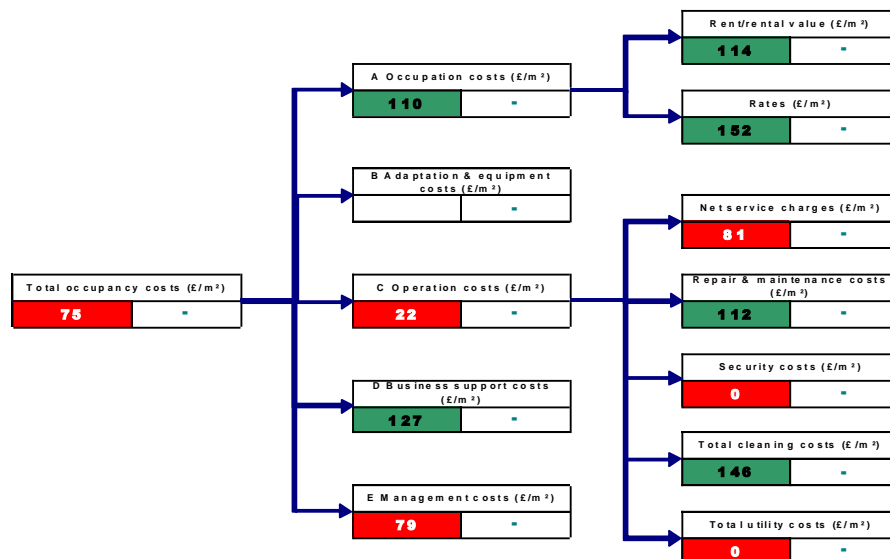 Rent/rental value (£/m²)
114 -
A Occupation costs (£/m²)
110 -
Rates (£/m²)
152 -
B Adaptation & equipment
costs (£/m²)
-
Net service charges (£/m²)
81 -
Total occupancy costs (£/m²)
75 -
C Operation costs (£/m²)
22 -
Repair & maintenance costs
(£/m²)
112 -
Security costs (£/m²)
0 -
D Business support costs
(£/m²)
127 -
Total cleaning costs (£/m²)
146 -
E Management costs (£/m²)
79 -
Total utility costs (£/m²)
0 -